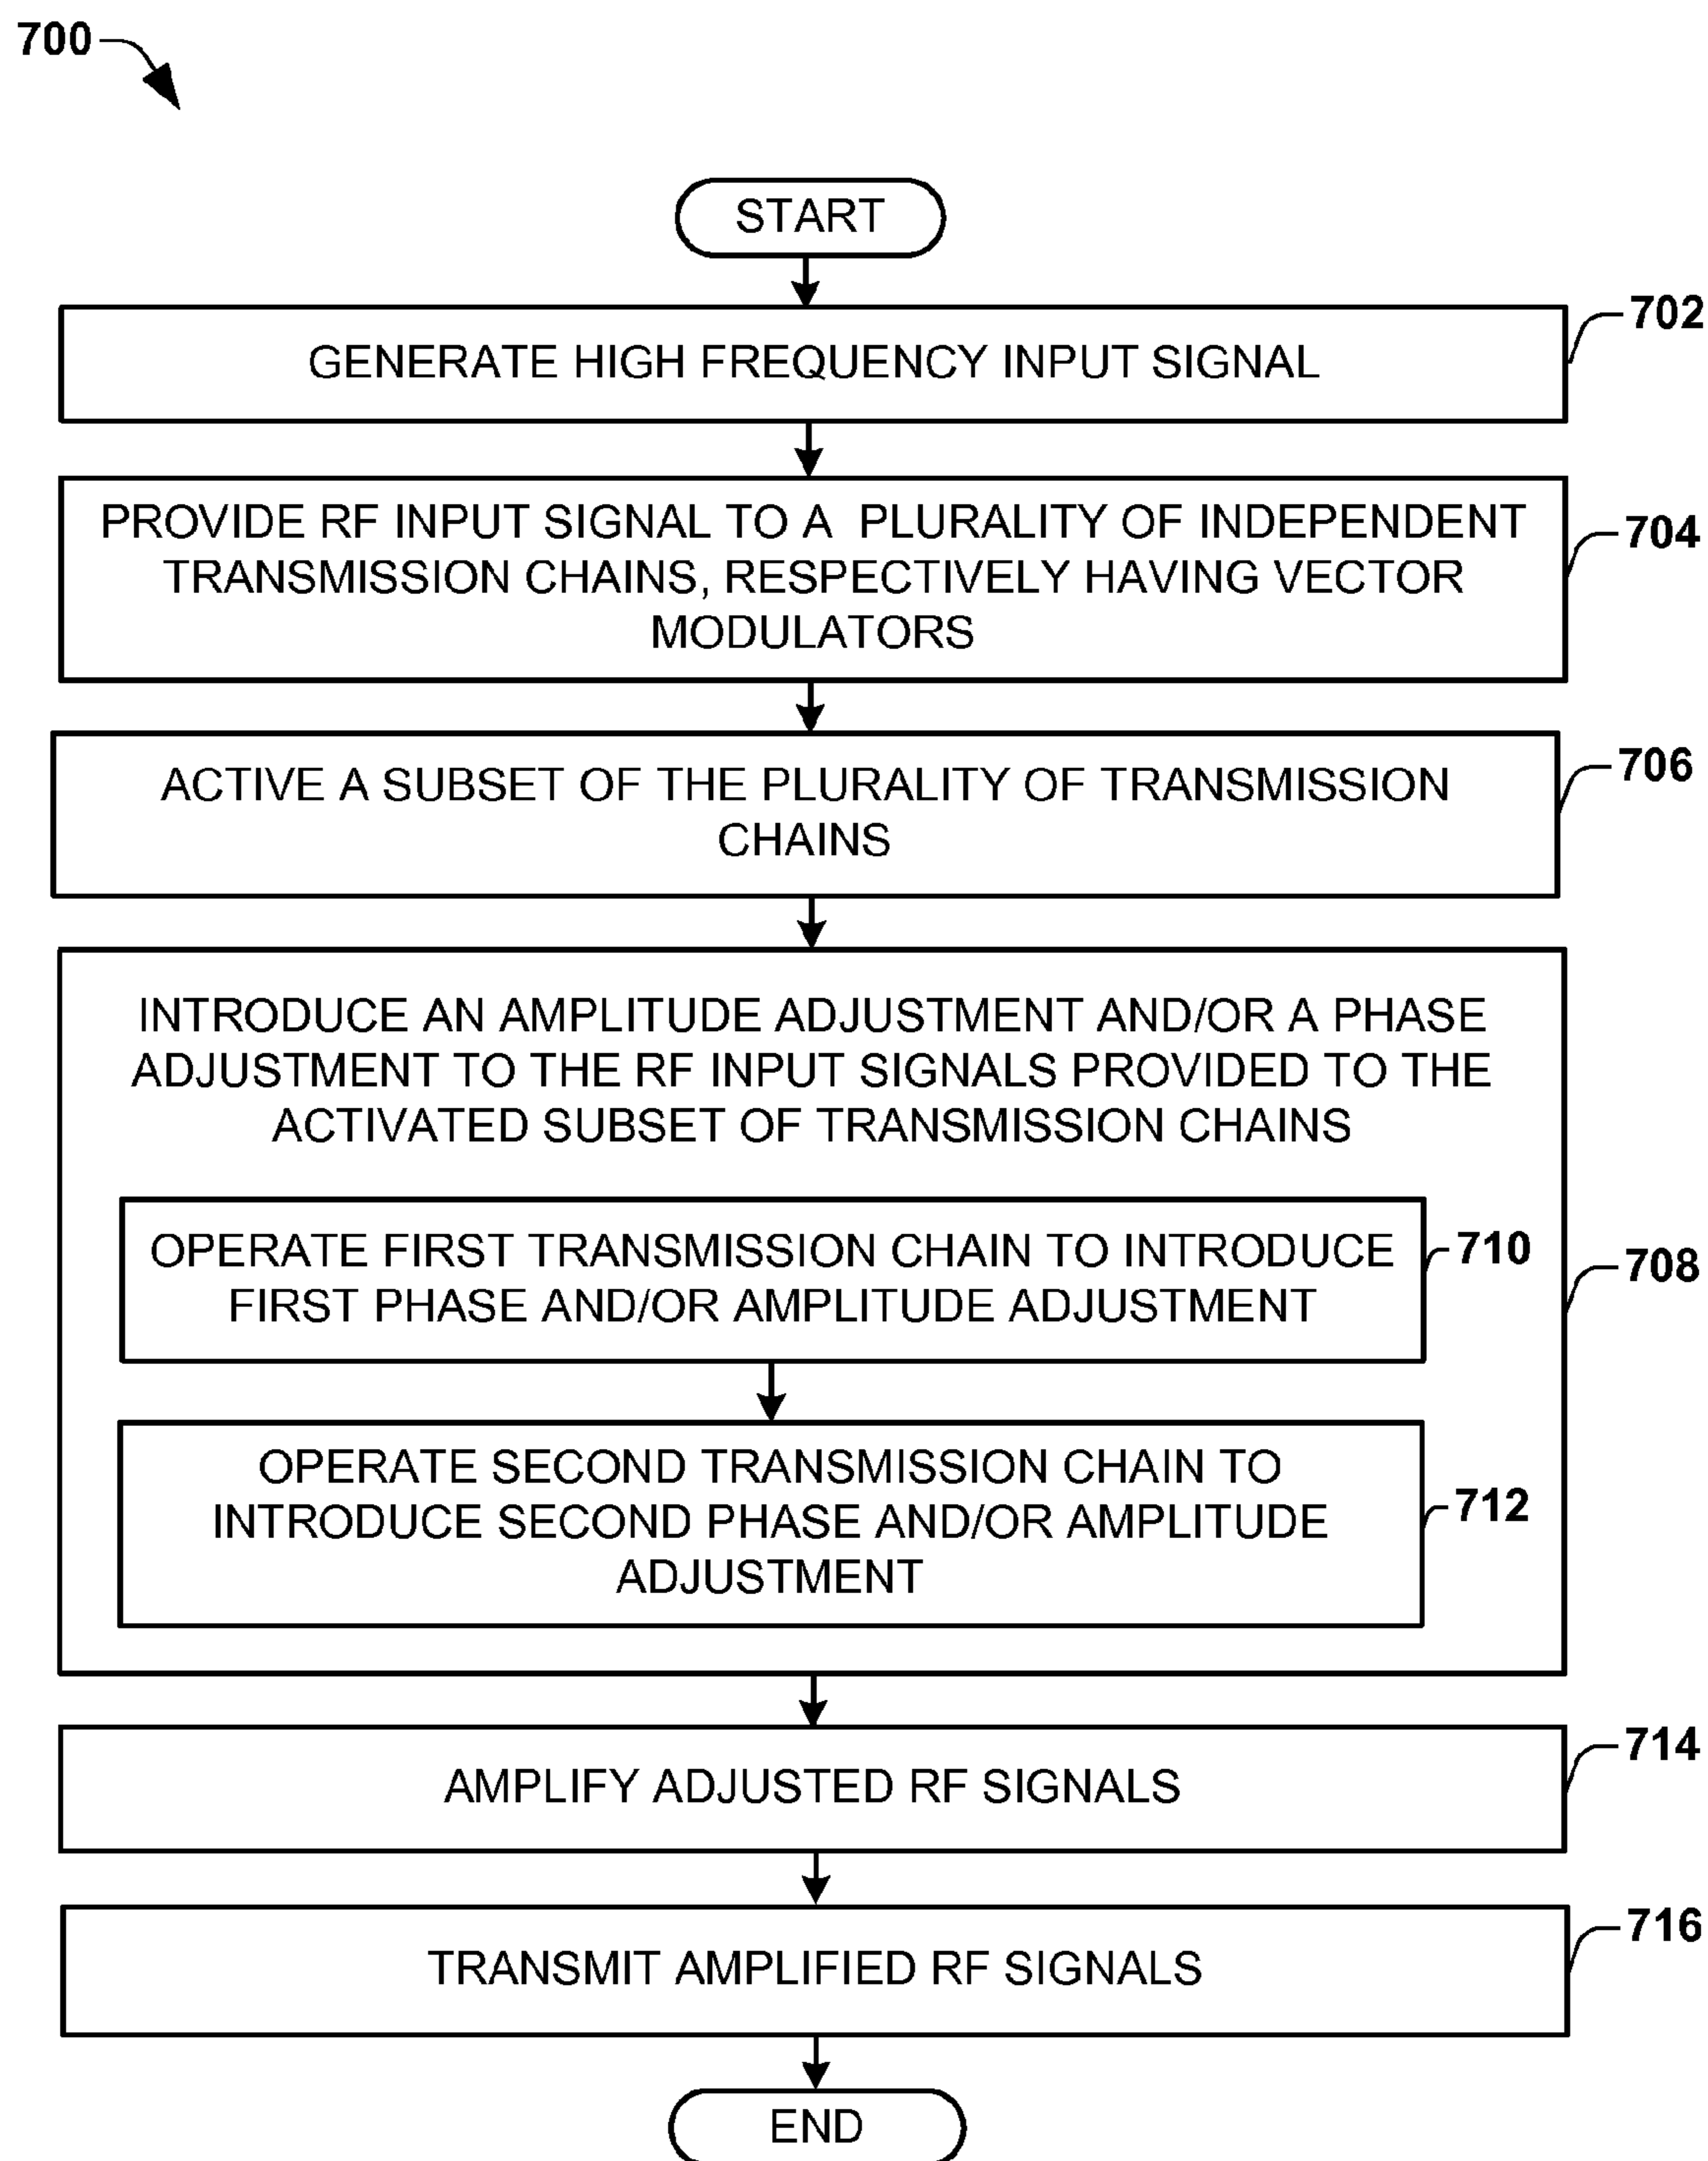 700
START
GENERATE HIGH FREQUENCY INPUT SIGNAL
702
PROVIDE RF INPUT SIGNAL TO A PLURALITY OF INDEPENDENT
TRANSMISSION CHAINS, RESPECTIVELY HAVING VECTOR
MODULATORS
704
ACTIVE A SUBSET OF THE PLURALITY OF TRANSMISSION
CHAINS
706
INTRODUCE AN AMPLITUDE ADJUSTMENT AND/OR A PHASE
ADJUSTMENT TO THE RF INPUT SIGNALS PROVIDED TO THE
ACTIVATED SUBSET OF TRANSMISSION CHAINS
708
OPERATE FIRST TRANSMISSION CHAIN TO INTRODUCE
FIRST PHASE AND/OR AMPLITUDE ADJUSTMENT
710
OPERATE SECOND TRANSMISSION CHAIN TO
INTRODUCE SECOND PHASE AND/OR AMPLITUDE
ADJUSTMENT
712
AMPLIFY ADJUSTED RF SIGNALS
714
TRANSMIT AMPLIFIED RF SIGNALS
716
END